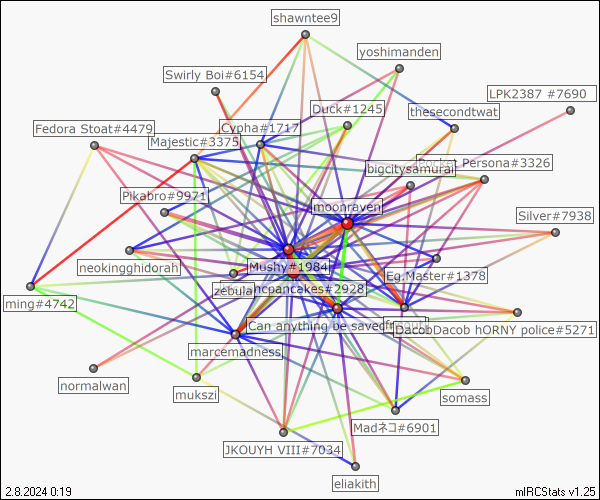 shawntee9
yoshimanden
Swirly Boi#6154
LPK2387 #7690
Duck#1245
thesecondtwat
Cypha#1717
Fedora Stoat#4479
Majestic#3375
Pocket Persona#3326
bigcitysamurai
Pikabro#9971
moonraven
Silver#7938
neokingghidorah
Mushy#1984
Eg.Master#1378
zebular
hcpancakes#2928
ming#4742
Can anything be saved
DacobDacob hORNY police#5271
marcemadness
normalwan
mukszi
somass
Madネコ#6901
JKOUYH VIII#7034
eliakith
2.8.2024 0:19
mIRCStats v1.25